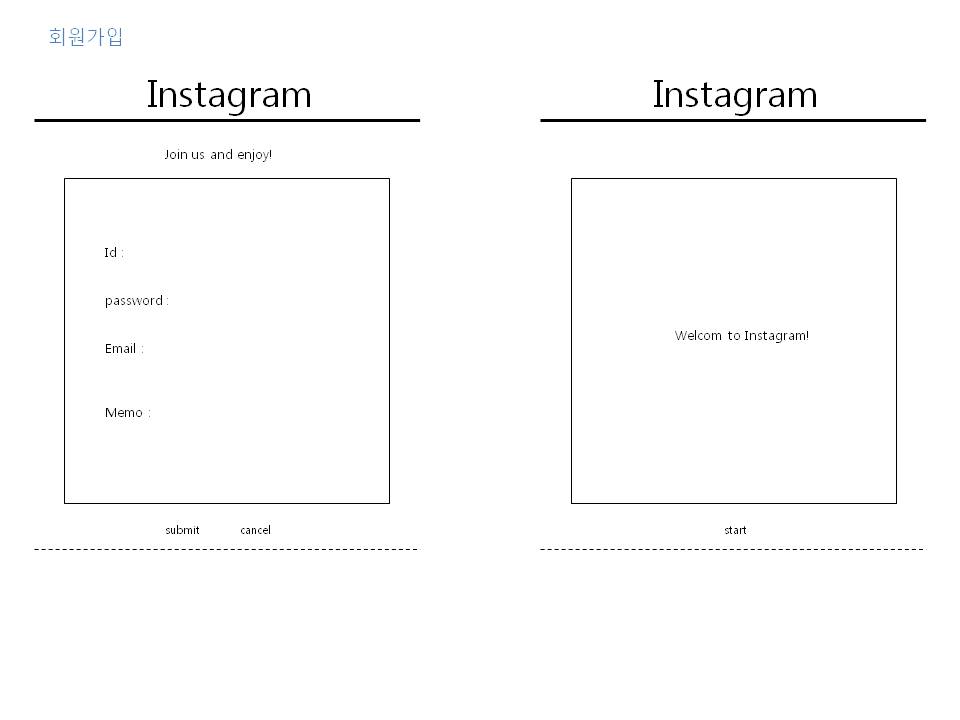 회원가입
Instagram
Join us and enjoy!
Id :
password :
Email :
Memo :
submit cancel
Instagram
Welcom to Instagram!
start